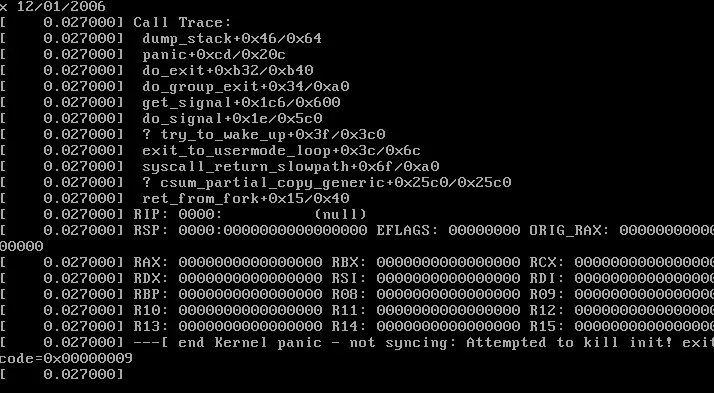 x 12/01/2006
[    0.027000] Call Trace:
[    0.027000]  dump_stack+0x46/0x64
[    0.027000]  panic+0xcd/0x20c
[    0.027000]  do_exit+0xb32/0xb40
[    0.027000]  do_group_exit+0x34/0xa0
[    0.027000]  get_signal+0x1c6/0x600
[    0.027000]  do_signal+0x1e/0x5c0
[    0.027000]  ? try_to_wake_up+0x3f/0x3c0
[    0.027000]  exit_to_usermode_loop+0x3c/0x6c
[    0.027000]  syscall_return_slowpath+0x6f/0xa0
[    0.027000]  ? csum_partial_copy_generic+0x25c0/0x25c0
[    0.027000]  ret_from_fork+0x15/0x40
[    0.027000] RIP: 0000:          (null)
[    0.027000] RSP: 0000:0000000000000000 EFLAGS: 00000000 ORIG_RAX: 00000000000
00000
[    0.027000] RAX: 0000000000000000 RBX: 0000000000000000 RCX: 0000000000000000
[    0.027000] RDX: 0000000000000000 RSI: 0000000000000000 RDI: 0000000000000000
[    0.027000] RBP: 0000000000000000 R08: 0000000000000000 R09: 0000000000000000
[    0.027000] R10: 0000000000000000 R11: 0000000000000000 R12: 0000000000000000
[    0.027000] R13: 0000000000000000 R14: 0000000000000000 R15: 0000000000000000
[    0.027000] ---[ end Kernel panic - not syncing: Attempted to kill init! exit
code=0x00000009
[    0.027000]